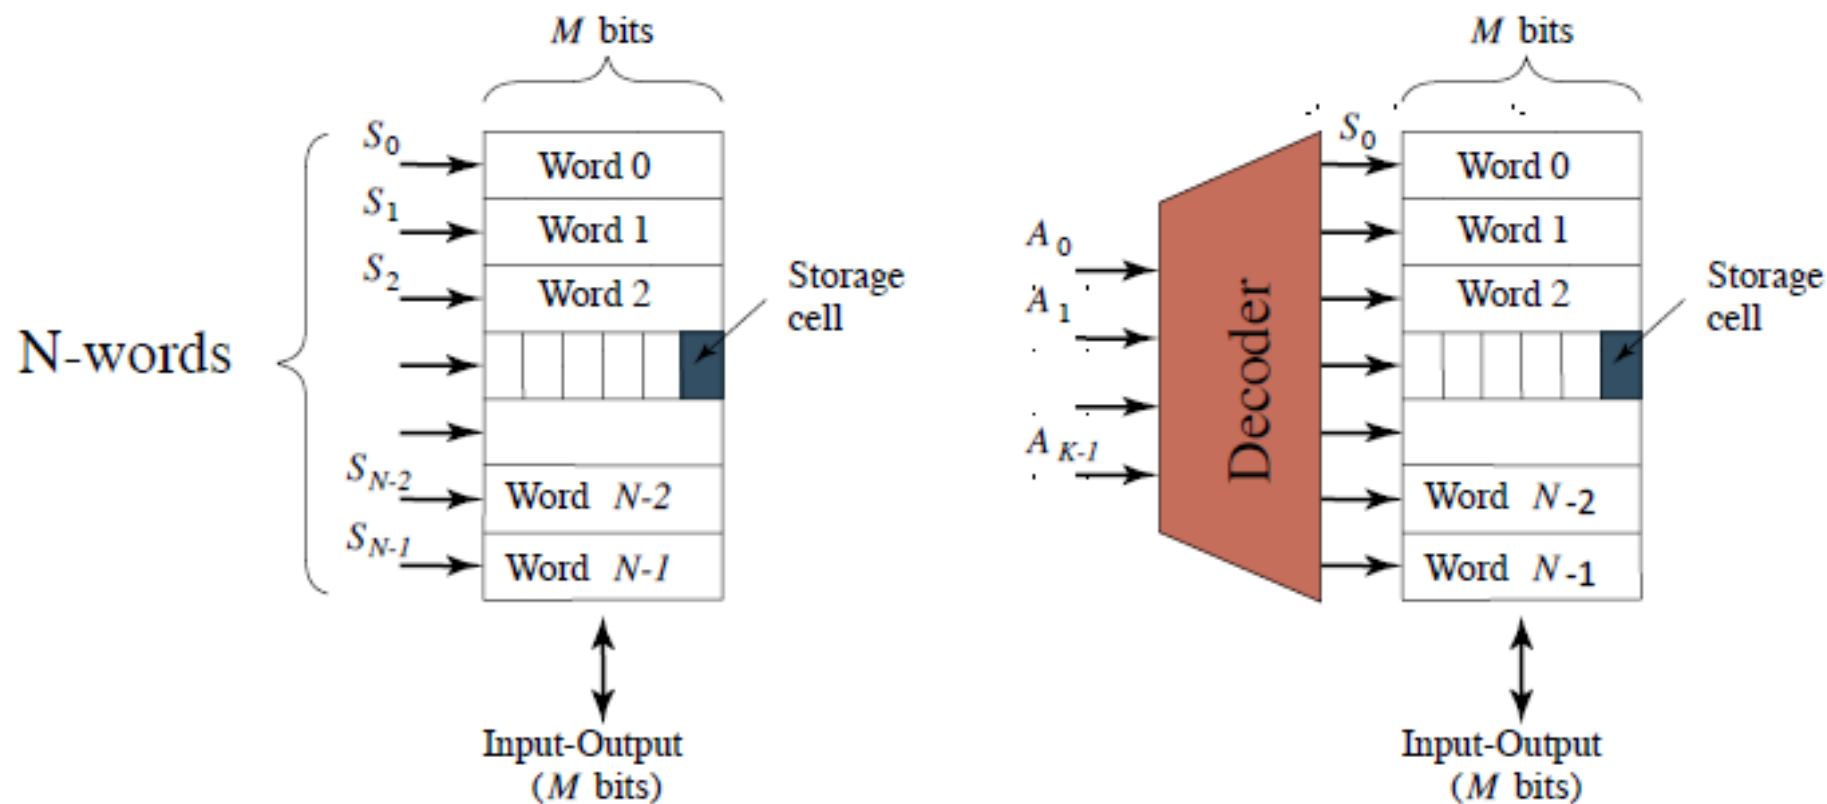 M bits
S0
S1
S2
N-words
SN-2
SN-1
Word 0
Word 1
Word 2
Word N-2
Word N-1
Storage
cell
Input-Output
(M bits)
M bits
A0
A1
AK-1
Decoder
S0
Word 0
Word 1
Word 2
Word N-2
Word N-1
Storage
cell
Input-Output
(M bits)